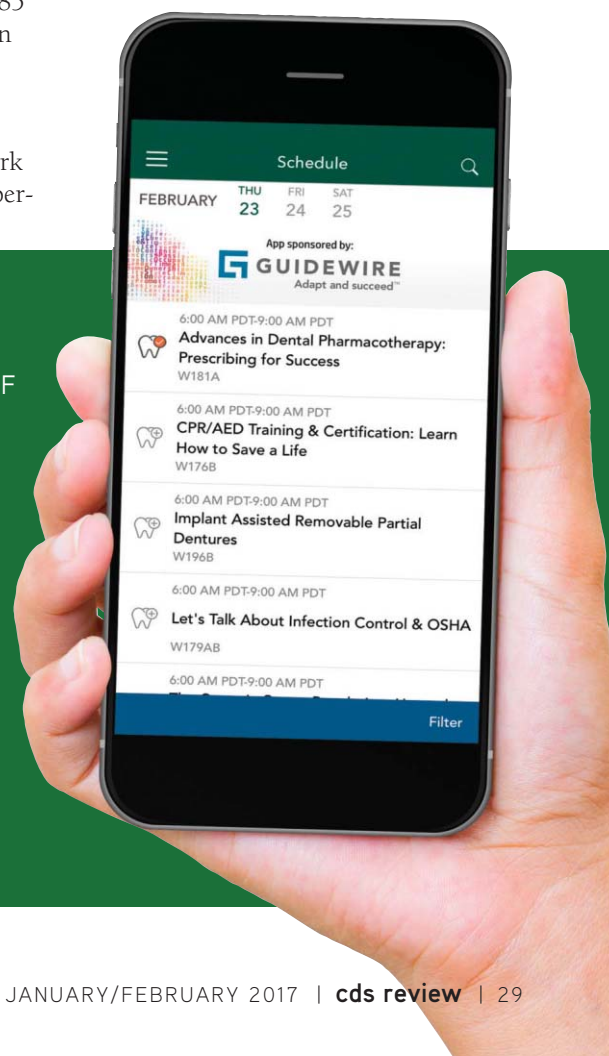 85
n
rk
per-
F
Schedule
FEBRUARY
THU FRI SAT
23 24 25
App sponsored by:
GUIDEWIRE
Adapt and succeed™
6:00 AM PDT-9:00 AM PDT
Advances in Dental Pharmacotherapy:
Prescribing for Success
W181A
6:00 AM PDT-9:00 AM PDT
CPR/AED Training & Certification: Learn
How to Save a Life
W176B
6:00 AM PDT-9:00 AM PDT
Implant Assisted Removable Partial
Dentures
W196B
6:00 AM PDT-9:00 AM PDT
Let's Talk About Infection Control & OSHA
W179AB
6:00 AM PDT-9:00 AM PDT
Filter
JANUARY/FEBRUARY 2017 | cds review | 29